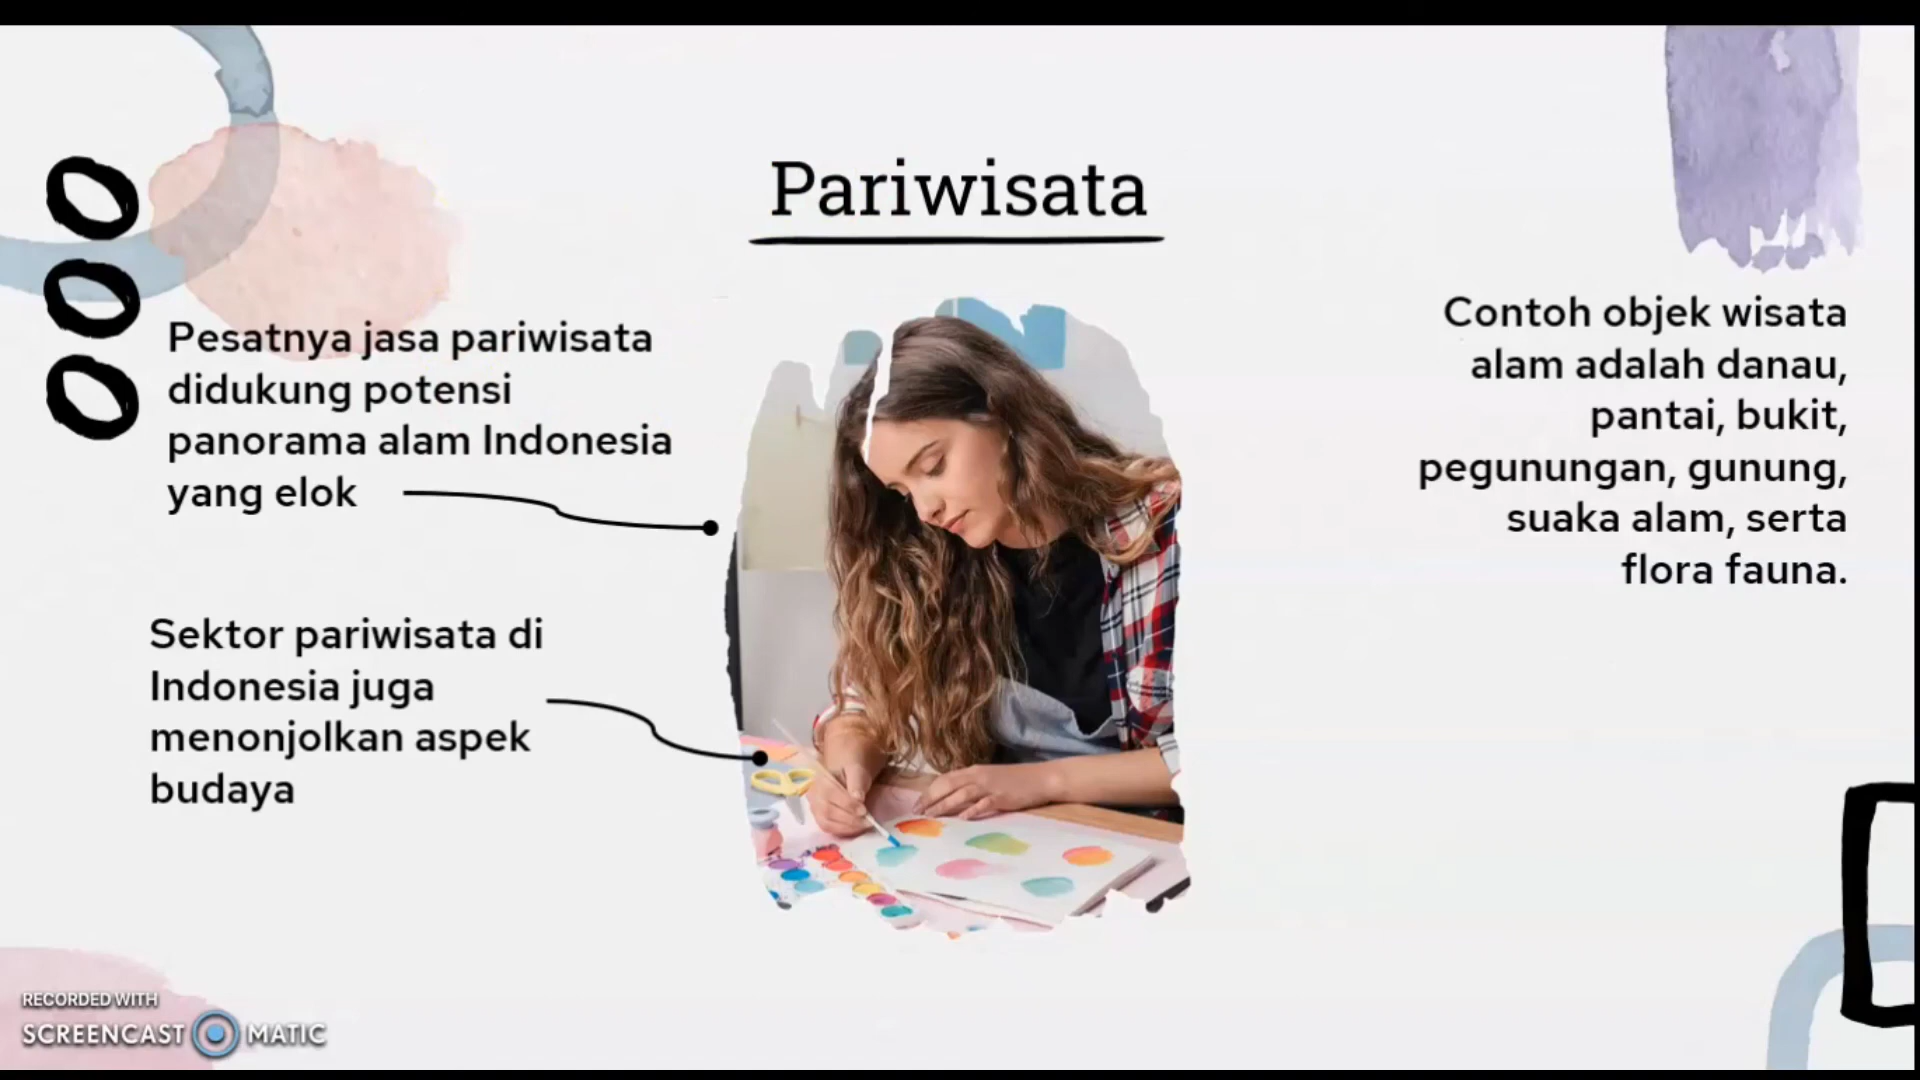 Pariwisata
Pesatnya jasa pariwisata
didukung potensi
panorama alam Indonesia
yang elok
Sektor pariwisata di
Indonesia juga
menonjolkan aspek
budaya
Contoh objek wisata
alam adalah danau,
pantai, bukit,
pegunungan, gunung,
suaka alam, serta
flora fauna.
RECORDED WITH
SCREENCAST MATIC